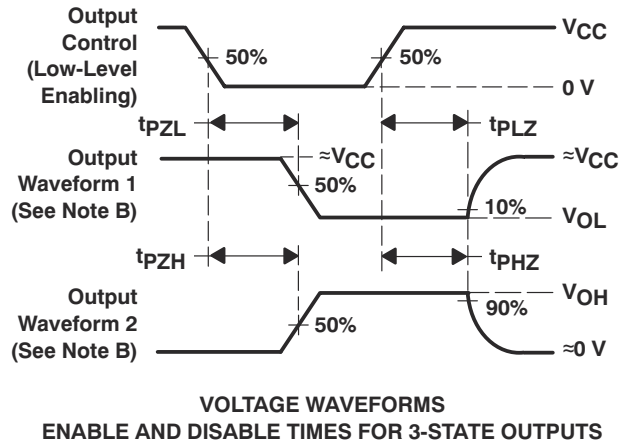 Output
Control
(Low-Level
Enabling)
50%
50%
VCC
0 V
tPZL
tPLZ
Output
Waveform 1
(See Note B)
≈VCC
50%
≈VCC
10%
VOL
tPZH
tPHZ
Output
Waveform 2
(See Note B)
50%
VOH
90%
≈0 V
VOLTAGE WAVEFORMS
ENABLE AND DISABLE TIMES FOR 3-STATE OUTPUTS